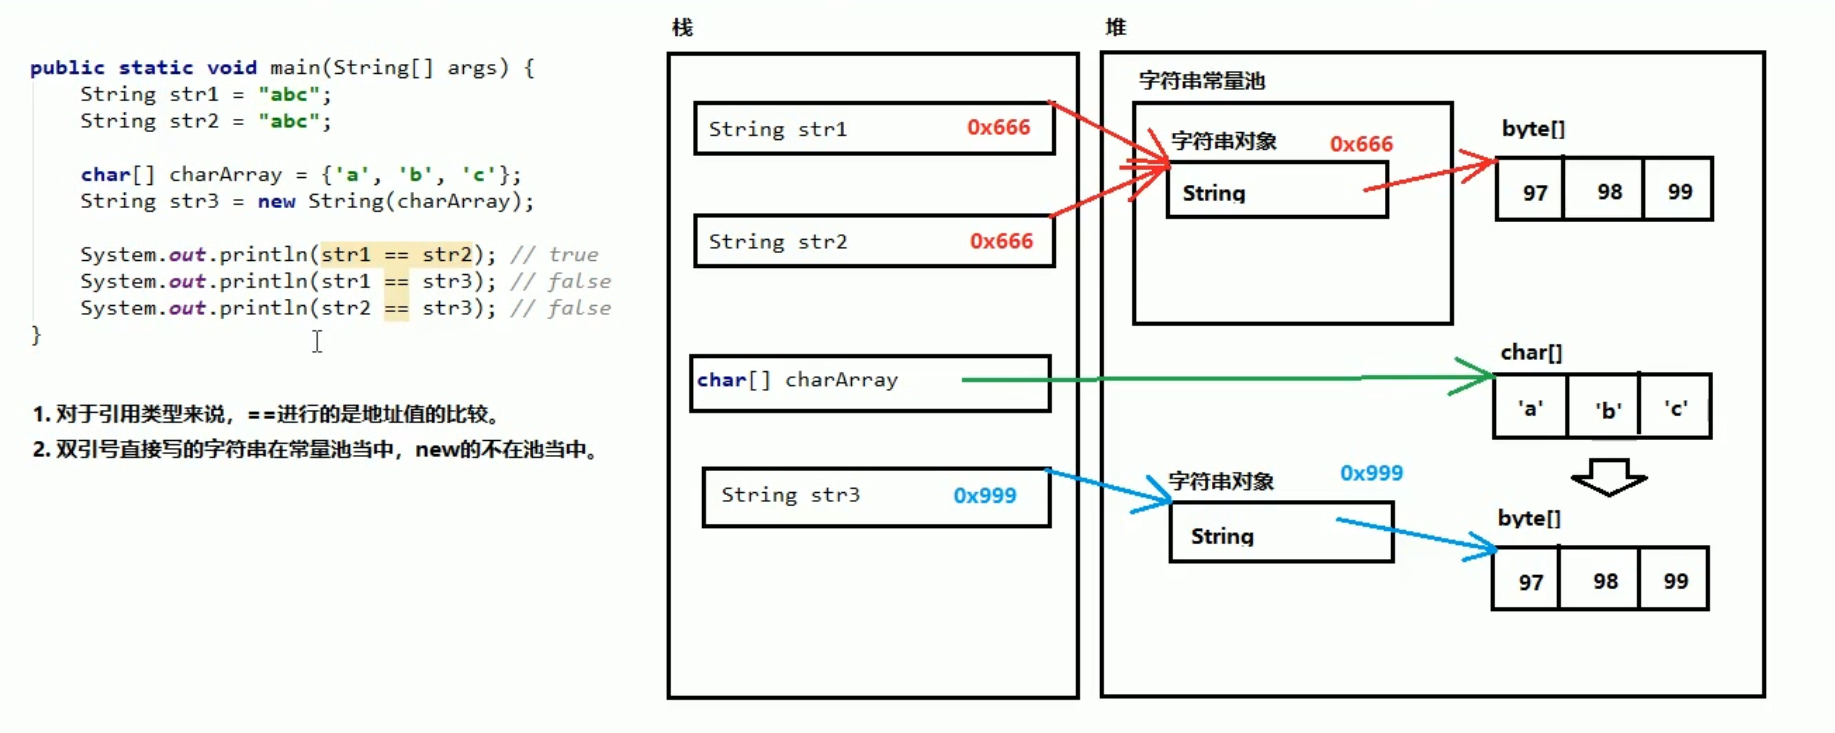 public static void main(String[] args) {
String str1 = "abc";
String str2 = "abc";
char[] charArray = {'a', 'b', 'c'};
String str3 = new String(charArray);
System.out.println(str1 == str2); // true
System.out.println(str1 == str3); // false
System.out.println(str2 == str3); // false
}
1. 对于引用类型来说，==进行的是地址值的比较。
2. 双引号直接写的字符串在常量池当中，new的不在池当中。
栈
String str1 0x666
String str2 0x666
char[] charArray
String str3 0x999
堆
字符串常量池
字符串对象 0x666
String
byte[]
97 98 99
char[]
'a' 'b' 'c'
字符串对象 0x999
String
byte[]
97 98 99